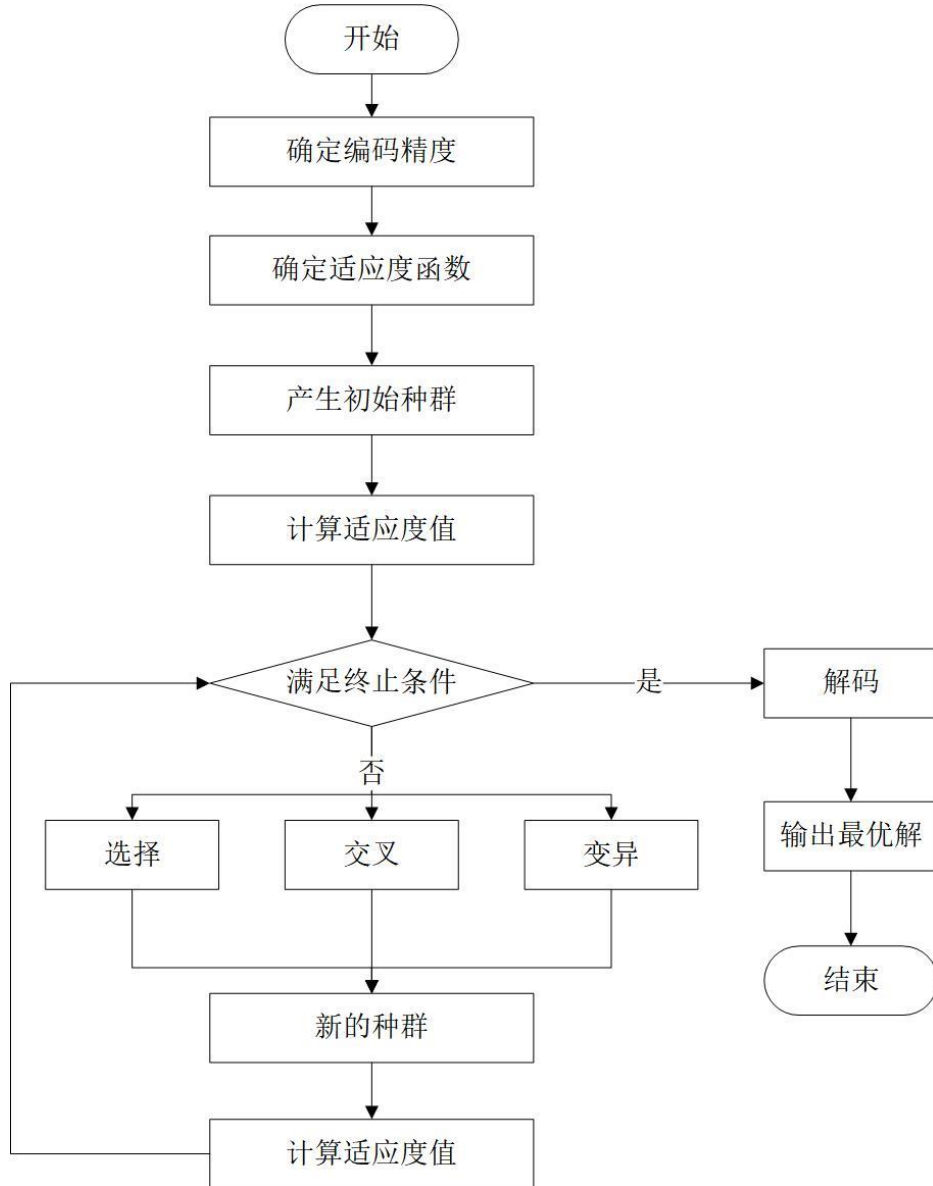 开始
确定编码精度
确定适应度函数
产生初始种群
计算适应度值
满足终止条件
是
解码
否
选择
交叉
变异
输出最优解
结束
新的种群
计算适应度值